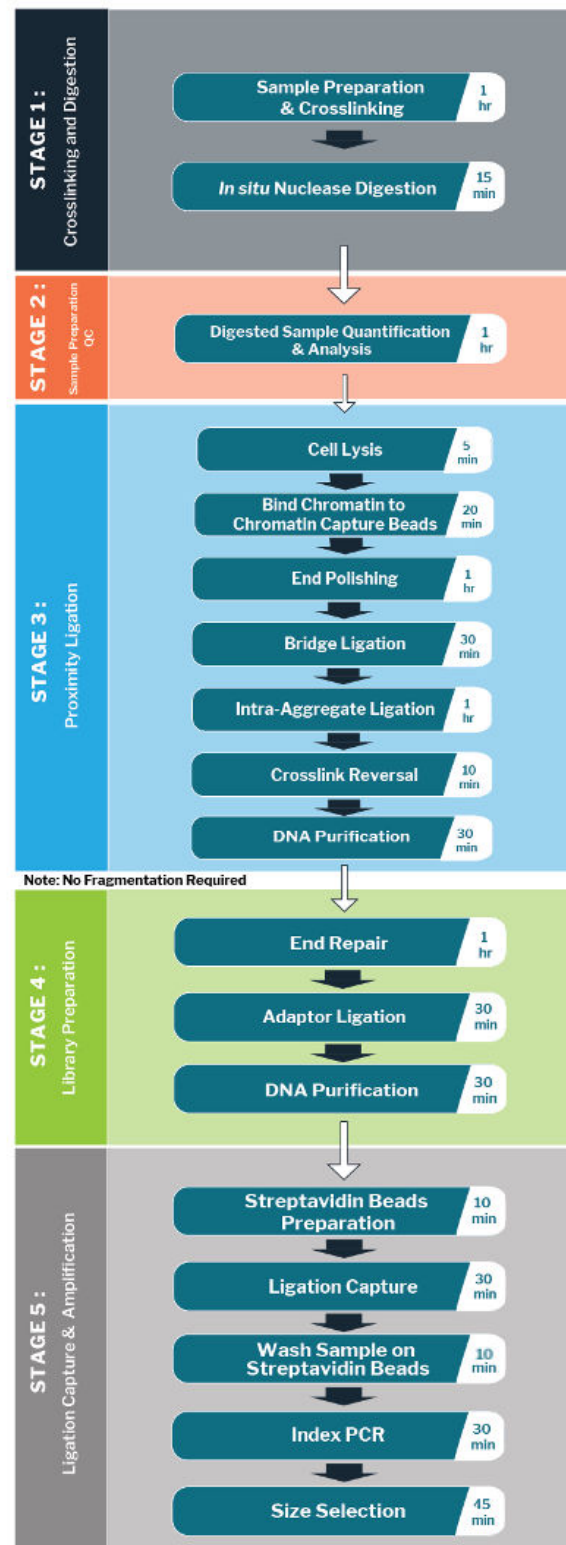 STAGE 1:
Crosslinking and Digestion
Sample Preparation
& Crosslinking
1
hr
In situ Nuclease Digestion
15
min
STAGE 2:
Sample Preparation
QC
Digested Sample Quantification
& Analysis
1
hr
STAGE 3:
Proximity Ligation
Cell Lysis
5
min
Bind Chromatin to
Chromatin Capture Beads
20
min
End Polishing
1
hr
Bridge Ligation
30
min
Intra-Aggregate Ligation
1
hr
Crosslink Reversal
10
min
DNA Purification
30
min
Note: No Fragmentation Required
STAGE 4:
Library Preparation
End Repair
1
hr
Adaptor Ligation
30
min
DNA Purification
30
min
STAGE 5:
Ligation Capture & Amplification
Streptavidin Beads
Preparation
10
min
Ligation Capture
30
min
Wash Sample on
Streptavidin Beads
10
min
Index PCR
30
min
Size Selection
45
min